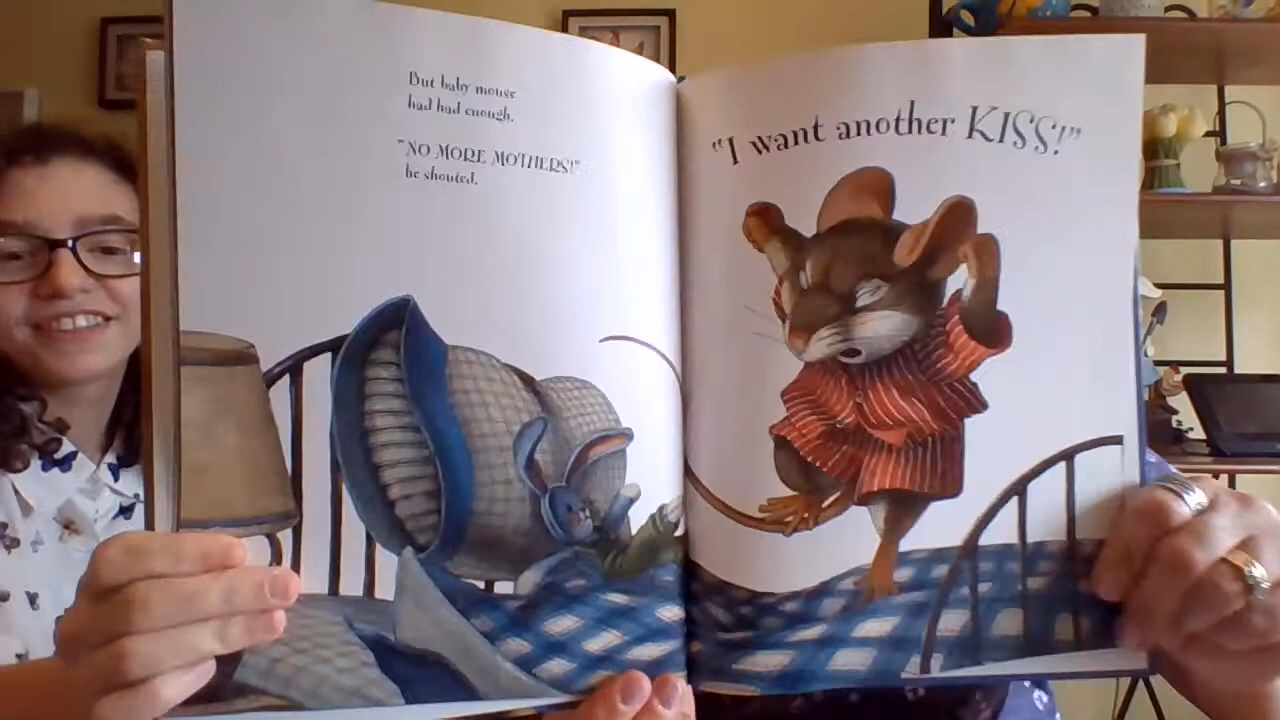 But baby mouse
had had enough.
"NO MORE MOTHERS!"
he shouted.
"I want another KISS!"